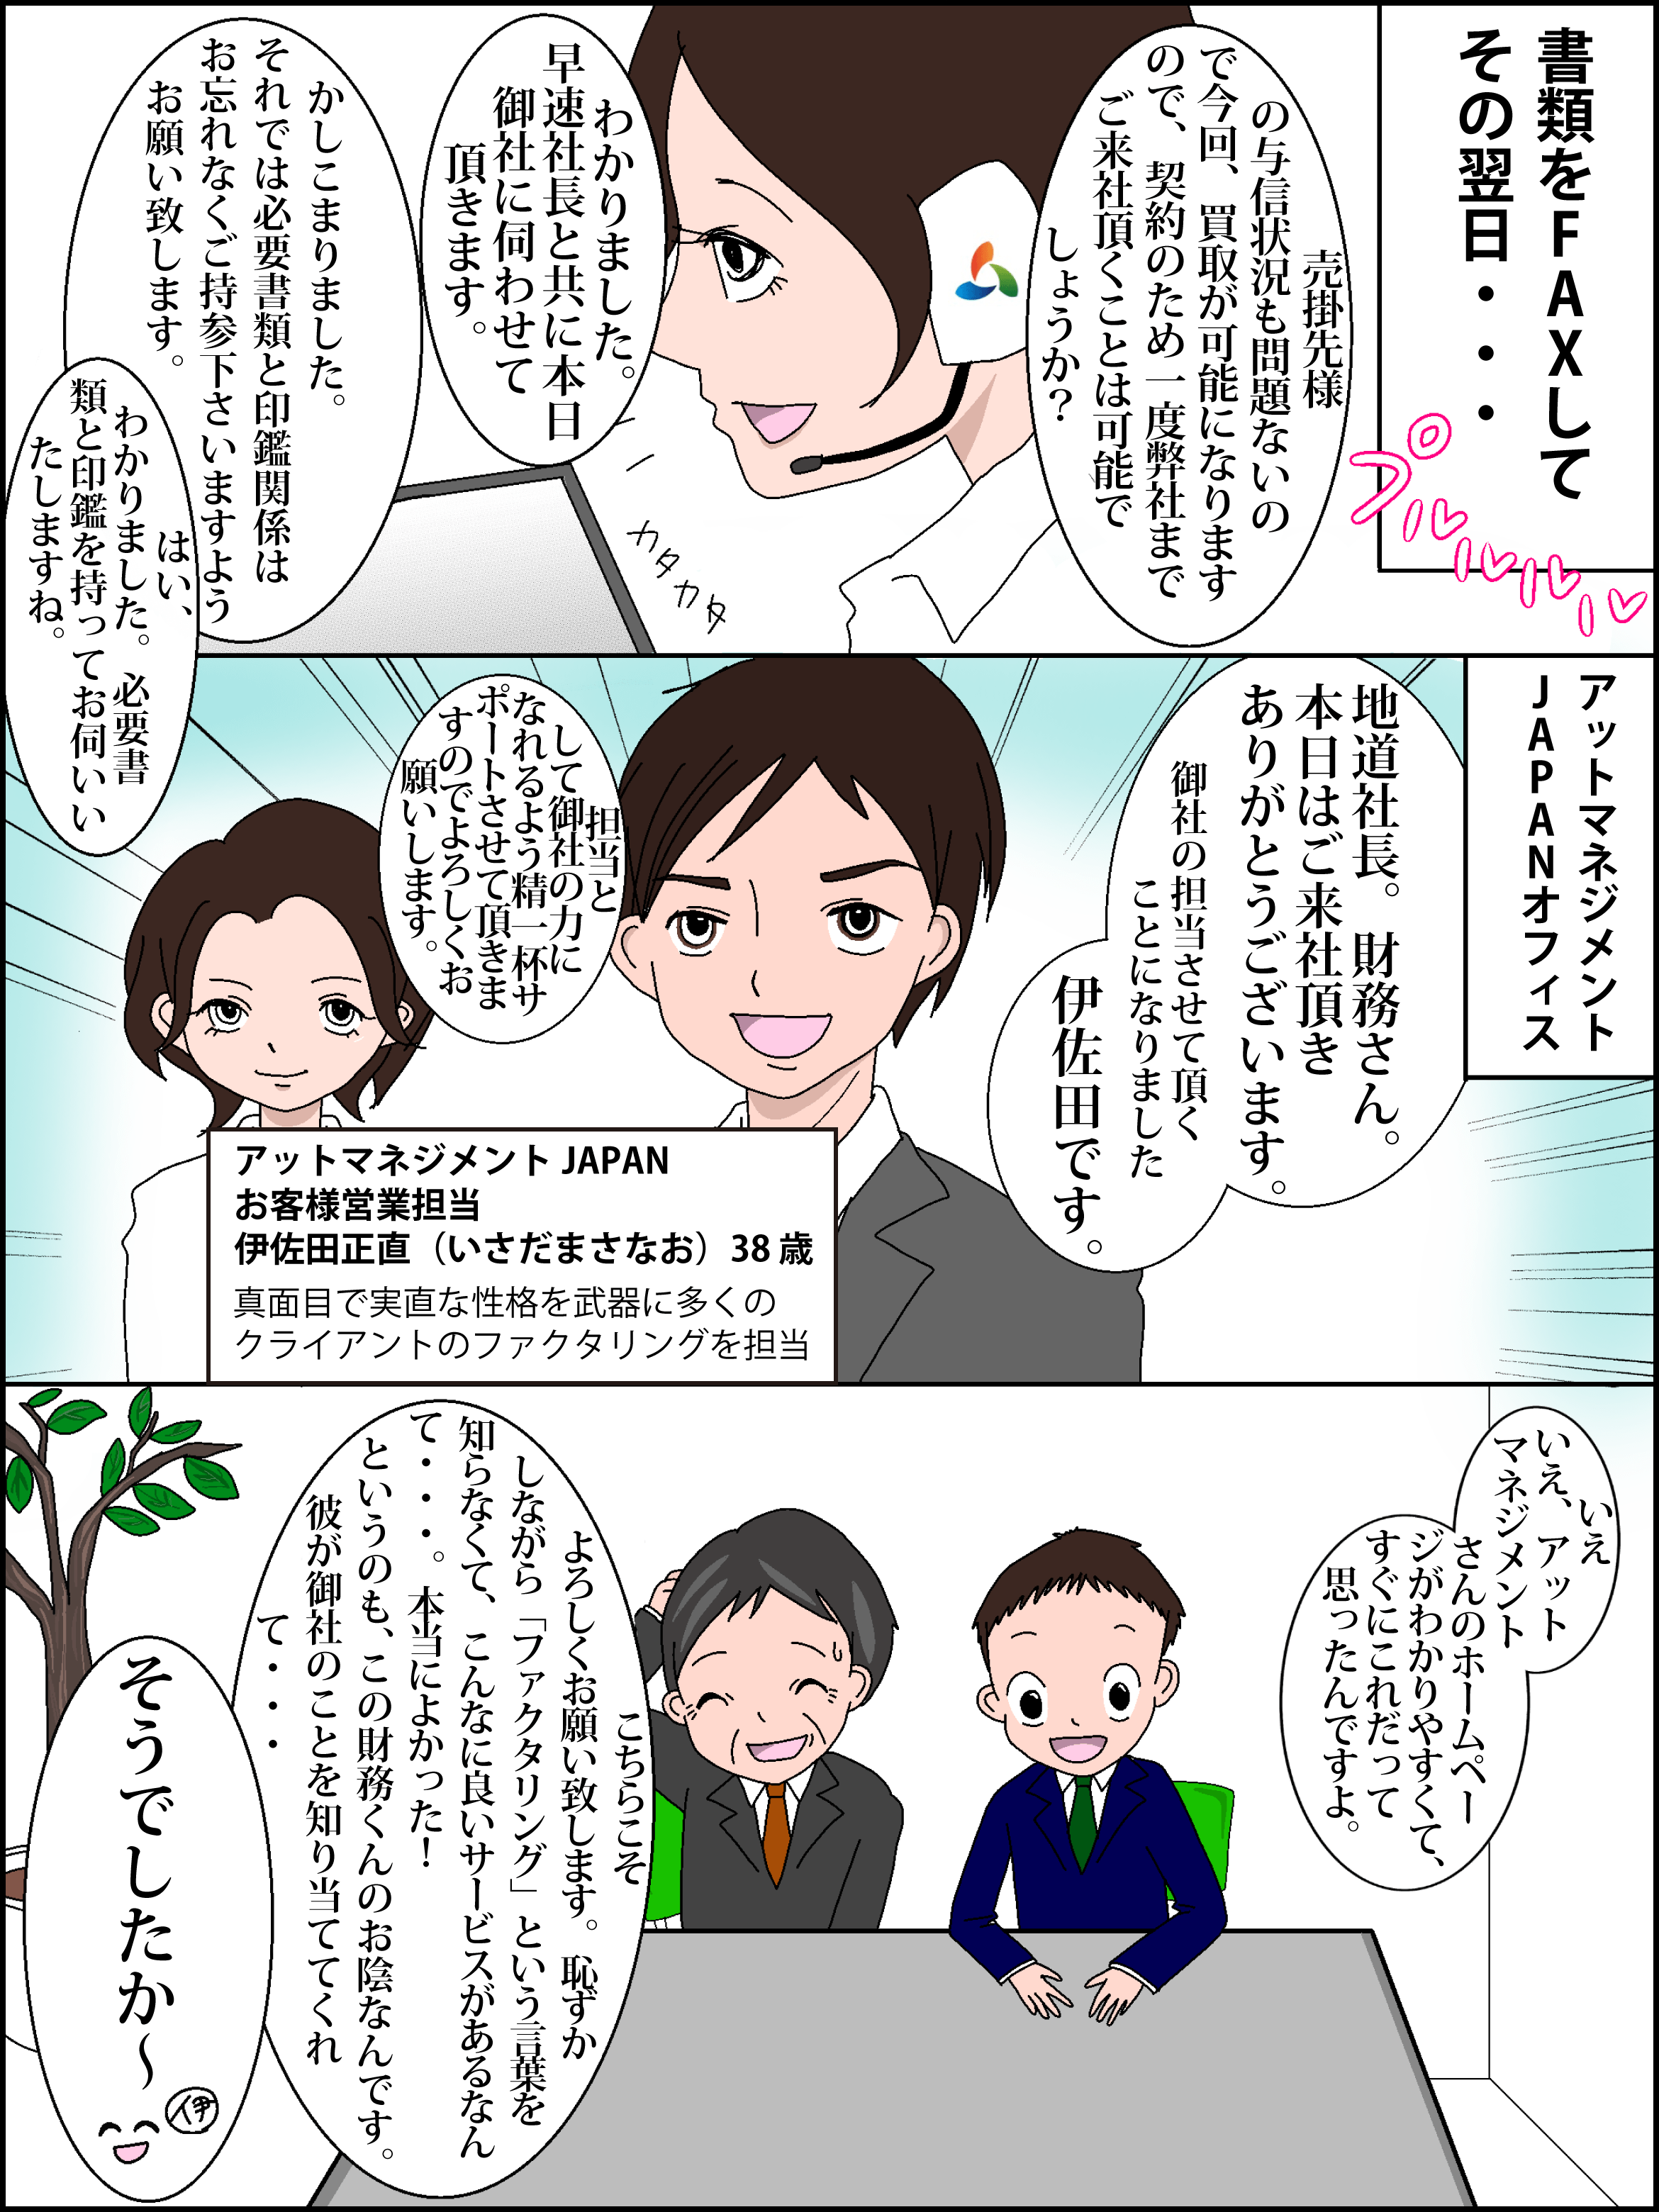 書類をFAXして
その翌日・・・
プルルルルル
売掛先様
の与信状況も問題ないの
で今回、買取が可能になります
ので、契約のため一度弊社まで
ご来社頂くことは可能で
しょうか?
わかりました。
早速社長と共に本日
御社に伺わせて
頂きます。
かしこまりました。
それでは必要書類と印鑑関係は
お忘れなくご持参下さいますよう
お願い致します。
はい、
わかりました。必要書
類と印鑑を持ってお伺いい
たしますね。
カタカタ
アットマネジメント
JAPANオフィス
地道社長。財務さん。
本日はご来社頂き
ありがとうございます。
御社の担当させて頂く
ことになりました
伊佐田です。
担当と
して御社の力に
なれるよう精一杯サ
ポートさせて頂きま
すのでよろしくお
願いします。
アットマネジメント JAPAN
お客様営業担当
伊佐田正直（いさだまさなお）38 歳
真面目で実直な性格を武器に多くの
クライアントのファクタリングを担当
いえ
いえ、アット
マネジメント
さんのホームペー
ジがわかりやすくて、
すぐにこれだって
思ったんですよ。
こちらこそ
よろしくお願い致します。恥ずか
しながら「ファクタリング」という言葉を
知らなくて、こんなに良いサービスがあるなん
て・・・。本当によかった！
というのも、この財務くんのお陰なんです。
彼が御社のことを知り当ててくれ
て・・・
そうでしたか〜
伊